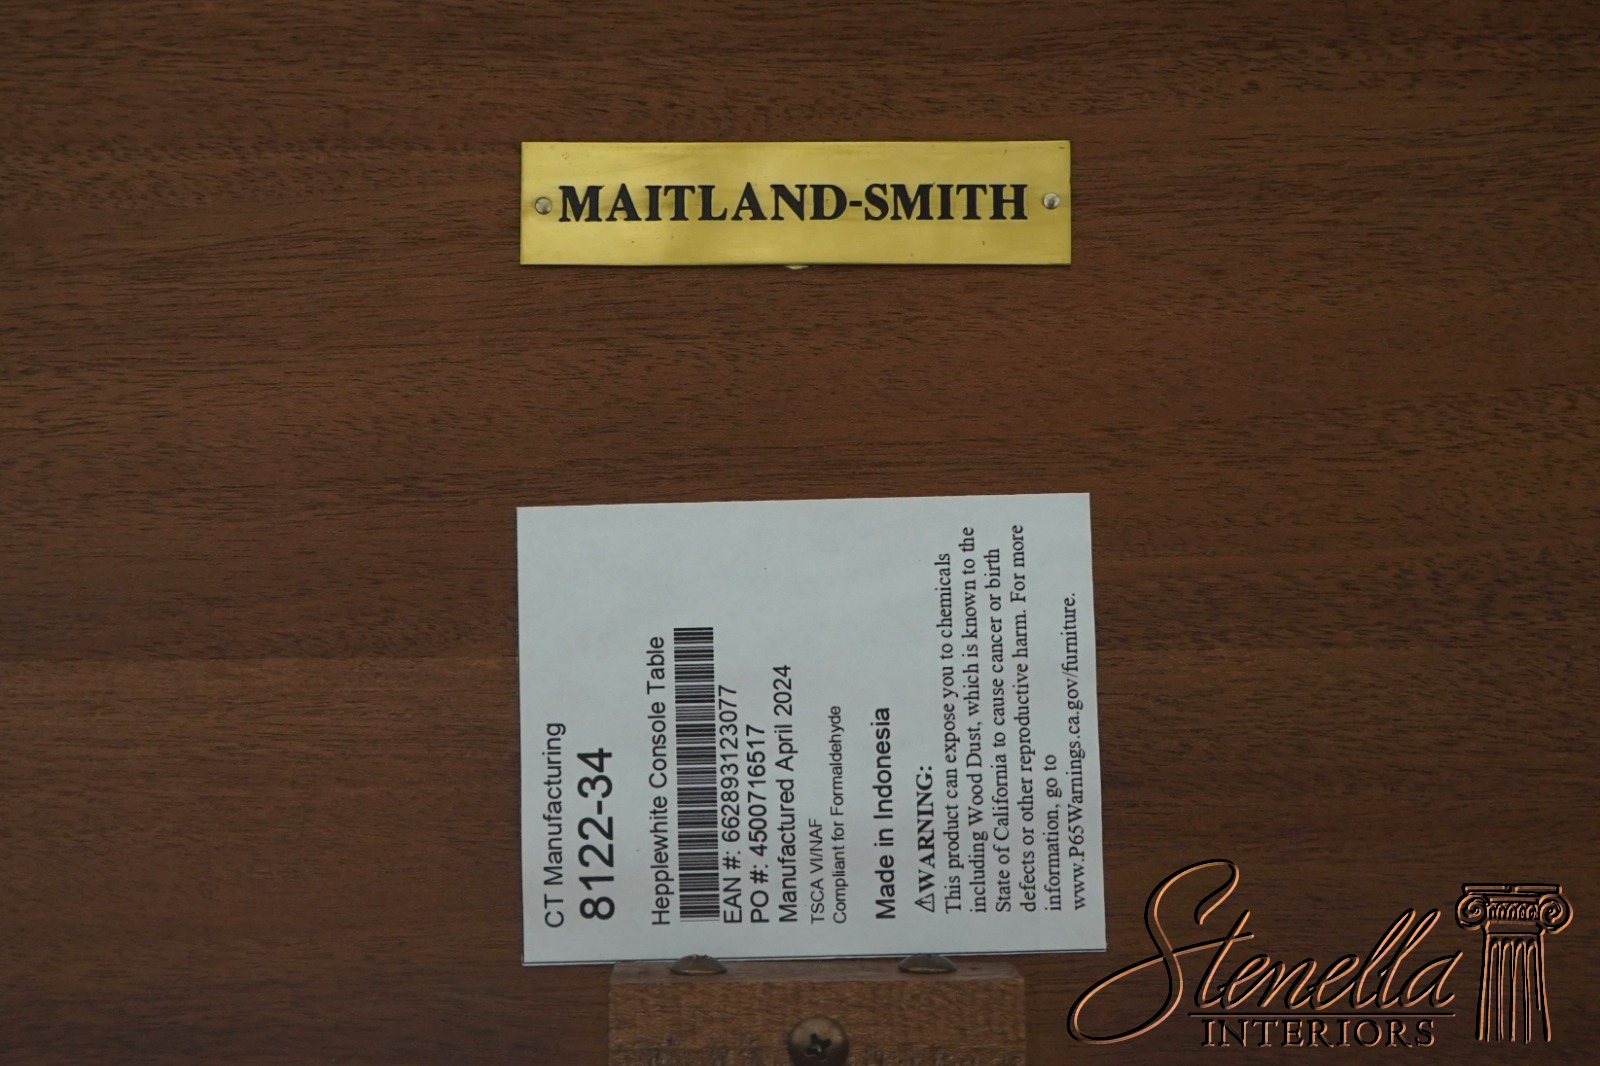 MAITLAND-SMITH
CT Manufacturing
8122-34
Hepplewhite Console Table
EAN #: 662893123077
PO #: 4500716517
Manufactured April 2024
TSCA VI/NAF
Compliant for Formaldehyde
Made in Indonesia
⚠WARNING:
This product can expose you to chemicals
including Wood Dust, which is known to the
State of California to cause cancer or birth
defects or other reproductive harm. For more
information, go to
www.P65Warnings.ca.gov/furniture.
Stenella
INTERIORS